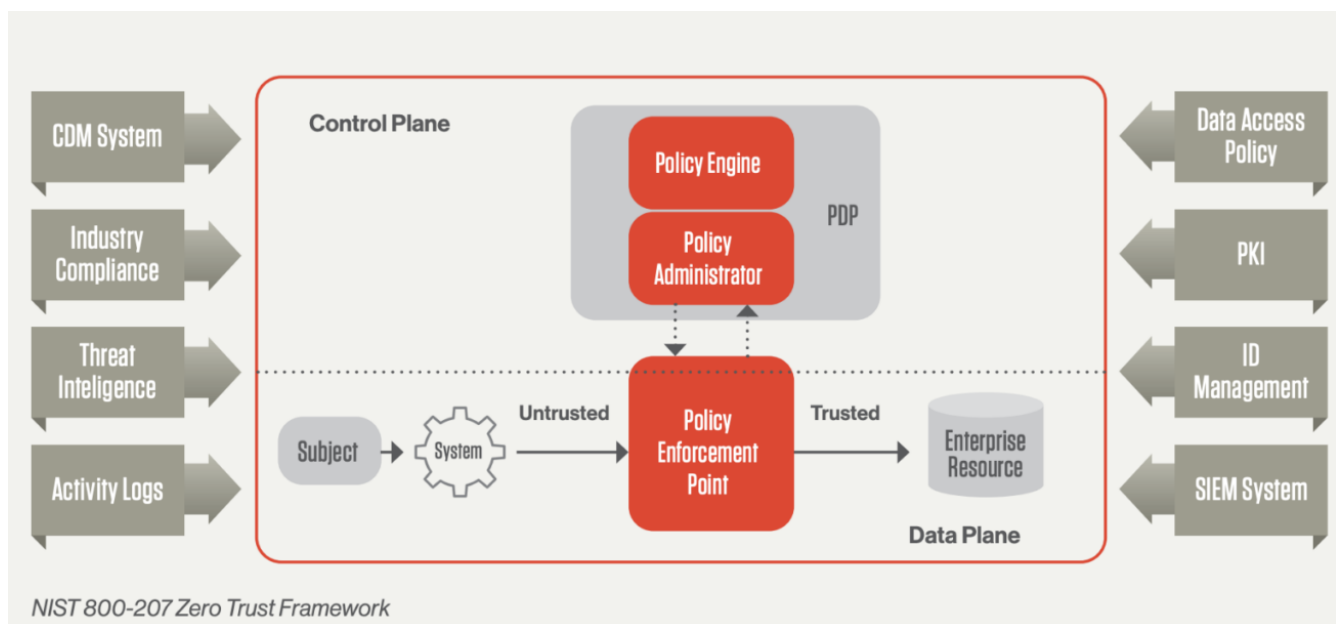 CDM System
Industry
Compliance
Threat
Inteligence
Activity Logs
Control Plane
Policy Engine
Policy
Administrator
PDP
Subject
System
Untrusted
Policy
Enforcement
Point
Trusted
Enterprise
Resource
Data Plane
Data Access
Policy
PKI
ID
Management
SIEM System
NIST 800-207 Zero Trust Framework